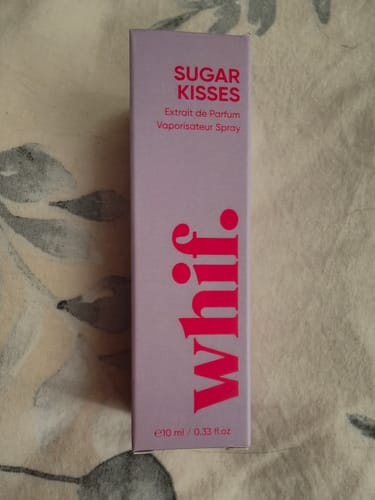 SUGAR
KISSES
Extrait de Parfum
Vaporisateur Spray
whif.
℮10 ml / 0.33 fl.oz